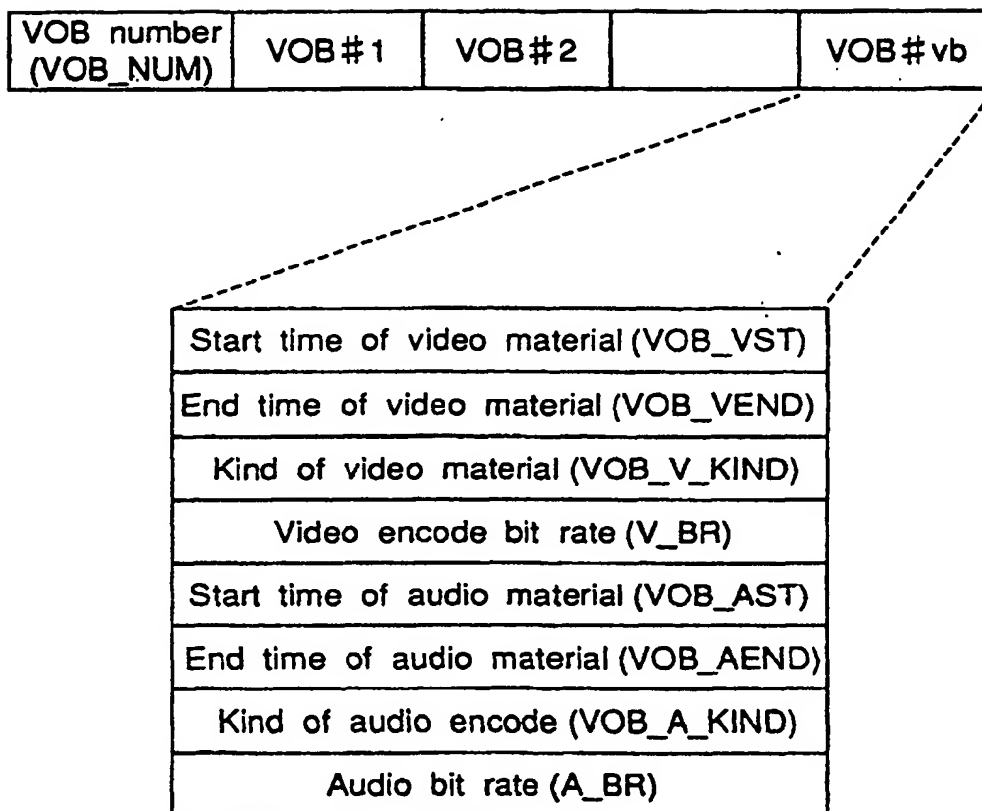 VOB number
(VOB_NUM)
VOB#1
VOB#2
VOB#vb
Start time of video material (VOB_VST)
End time of video material (VOB_VEND)
Kind of video material (VOB_V_KIND)
Video encode bit rate (V_BR)
Start time of audio material (VOB_AST)
End time of audio material (VOB_AEND)
Kind of audio encode (VOB_A_KIND)
Audio bit rate (A_BR)